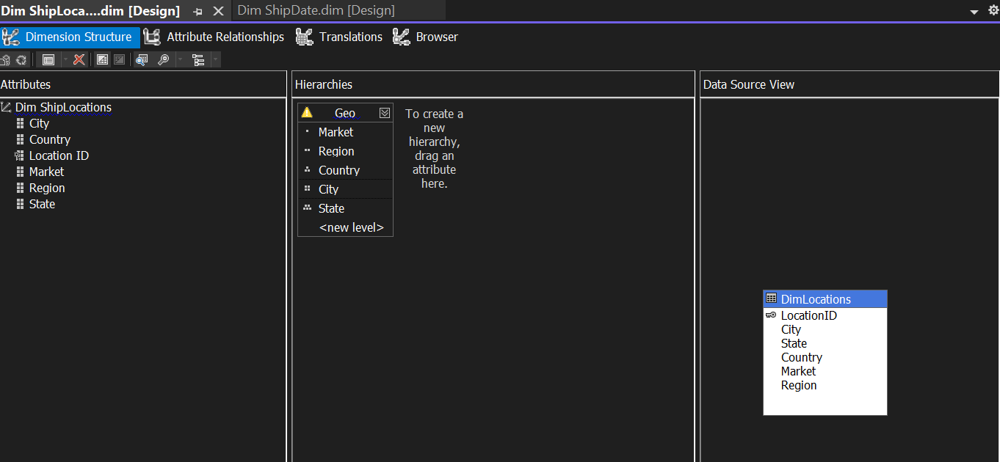 Dim ShipLoca....dim [Design]
Dim ShipDate.dim [Design]
Dimension Structure
Attribute Relationships
Translations
Browser
Attributes
Dim ShipLocations
City
Country
Location ID
Market
Region
State
Hierarchies
Geo
Market
Region
Country
City
State
<new level>
To create a
new
hierarchy,
drag an
attribute
here.
Data Source View
DimLocations
LocationID
City
State
Country
Market
Region